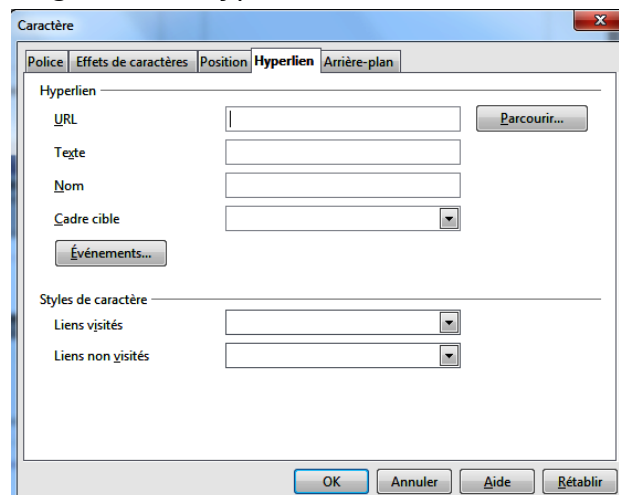 Caractère
Police Effets de caractères Position Hyperlien Arrière-plan
Hyperlien
URL Parcourir...
Texte
Nom
Cadre cible
Événements...
Styles de caractère
Liens visités
Liens non visités
OK Annuler Aide Rétablir